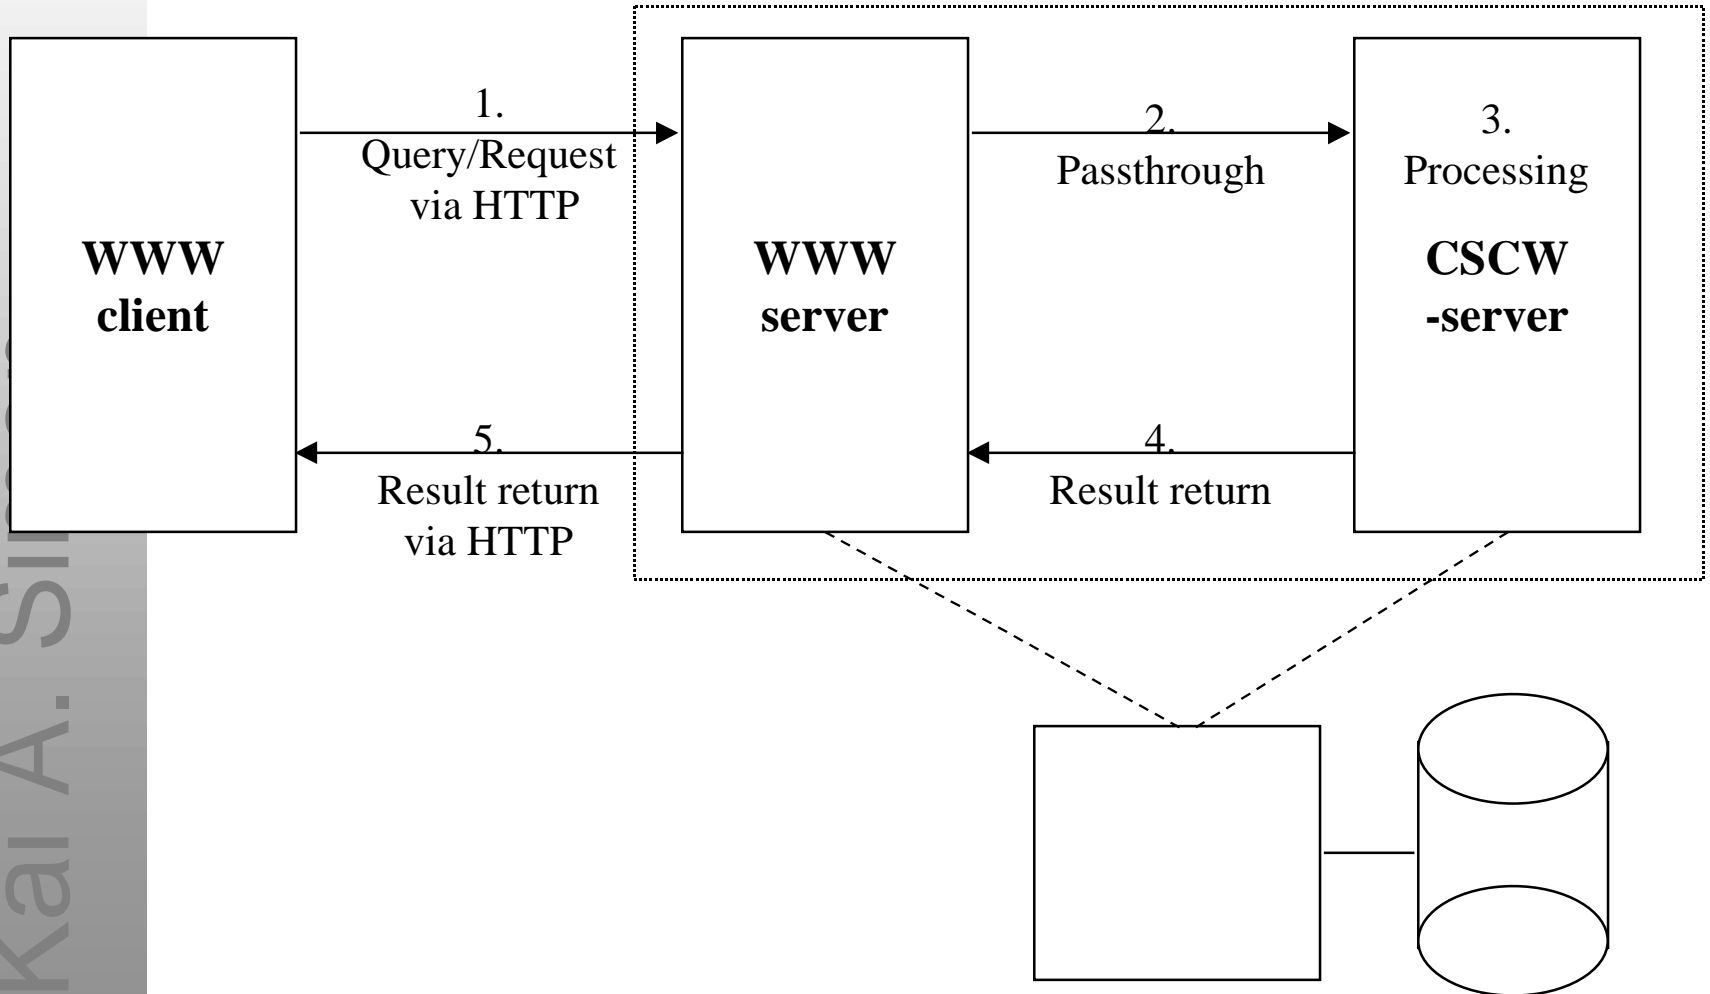 1.
Query/Request
via HTTP
2.
Passthrough
3.
Processing
WWW
client
WWW
server
CSCW
-server
5.
Result return
via HTTP
4.
Result return
Kai A.